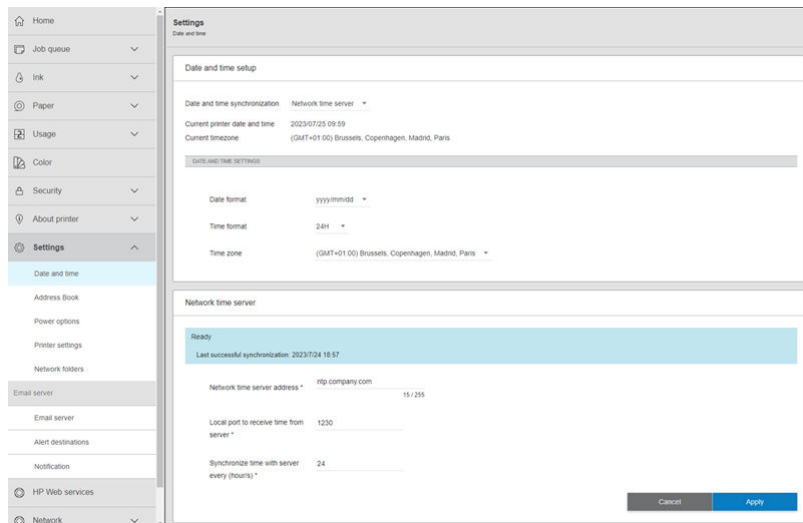 Home
Job queue
Ink
Paper
Usage
Color
Security
About printer
Settings
Date and time
Address Book
Power options
Printer settings
Network folders
Email server
Email server
Alert destinations
Notification
HP Web services
Network
Settings
Date and time
Date and time setup
Date and time synchronization Network time server
Current printer date and time 2023/07/25 09:59
Current timezone (GMT+01:00) Brussels, Copenhagen, Madrid, Paris
DATE AND TIME SETTINGS
Date format yyyy/mm/dd
Time format 24H
Time zone (GMT+01:00) Brussels, Copenhagen, Madrid, Paris
Network time server
Ready
Last successful synchronization: 2023/7/24 18:57
Network time server address * ntp.company.com
15 / 255
Local port to receive time from 1230
server *
Synchronize time with server 24
every (hour/s) *
Cancel Apply